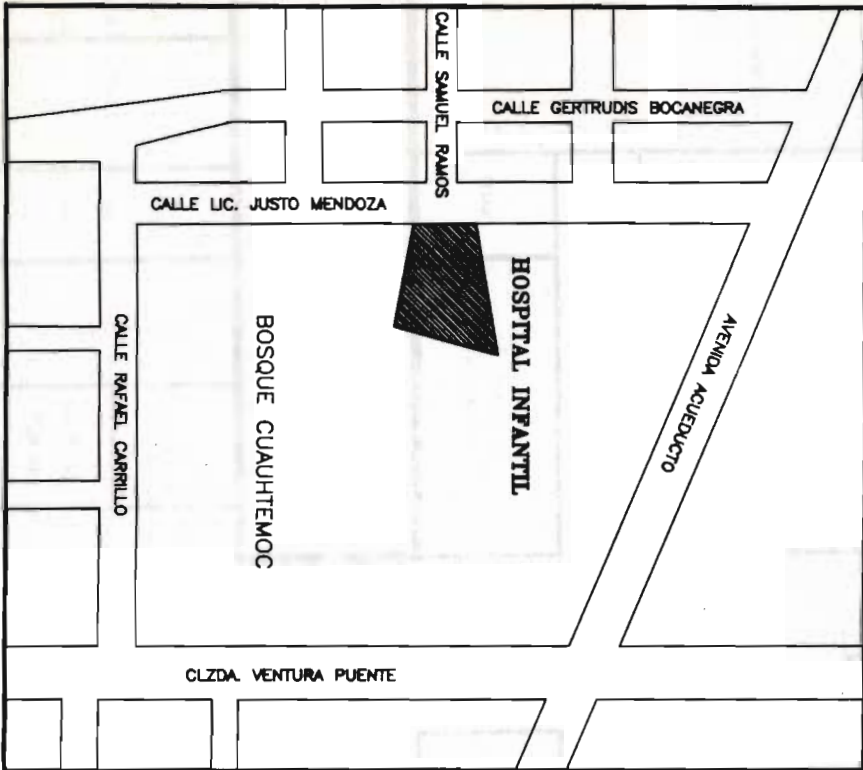 CALLE SAMUEL RAMOS
CALLE GERTRUDIS BOCANEGRA
CALLE LIC. JUSTO MENDOZA
HOSPITAL INFANTIL
BOSQUE CUAUHTEMOC
AVENIDA ACUEDUCTO
CALLE RAFAEL CARRILLO
CLZDA. VENTURA PUENTE